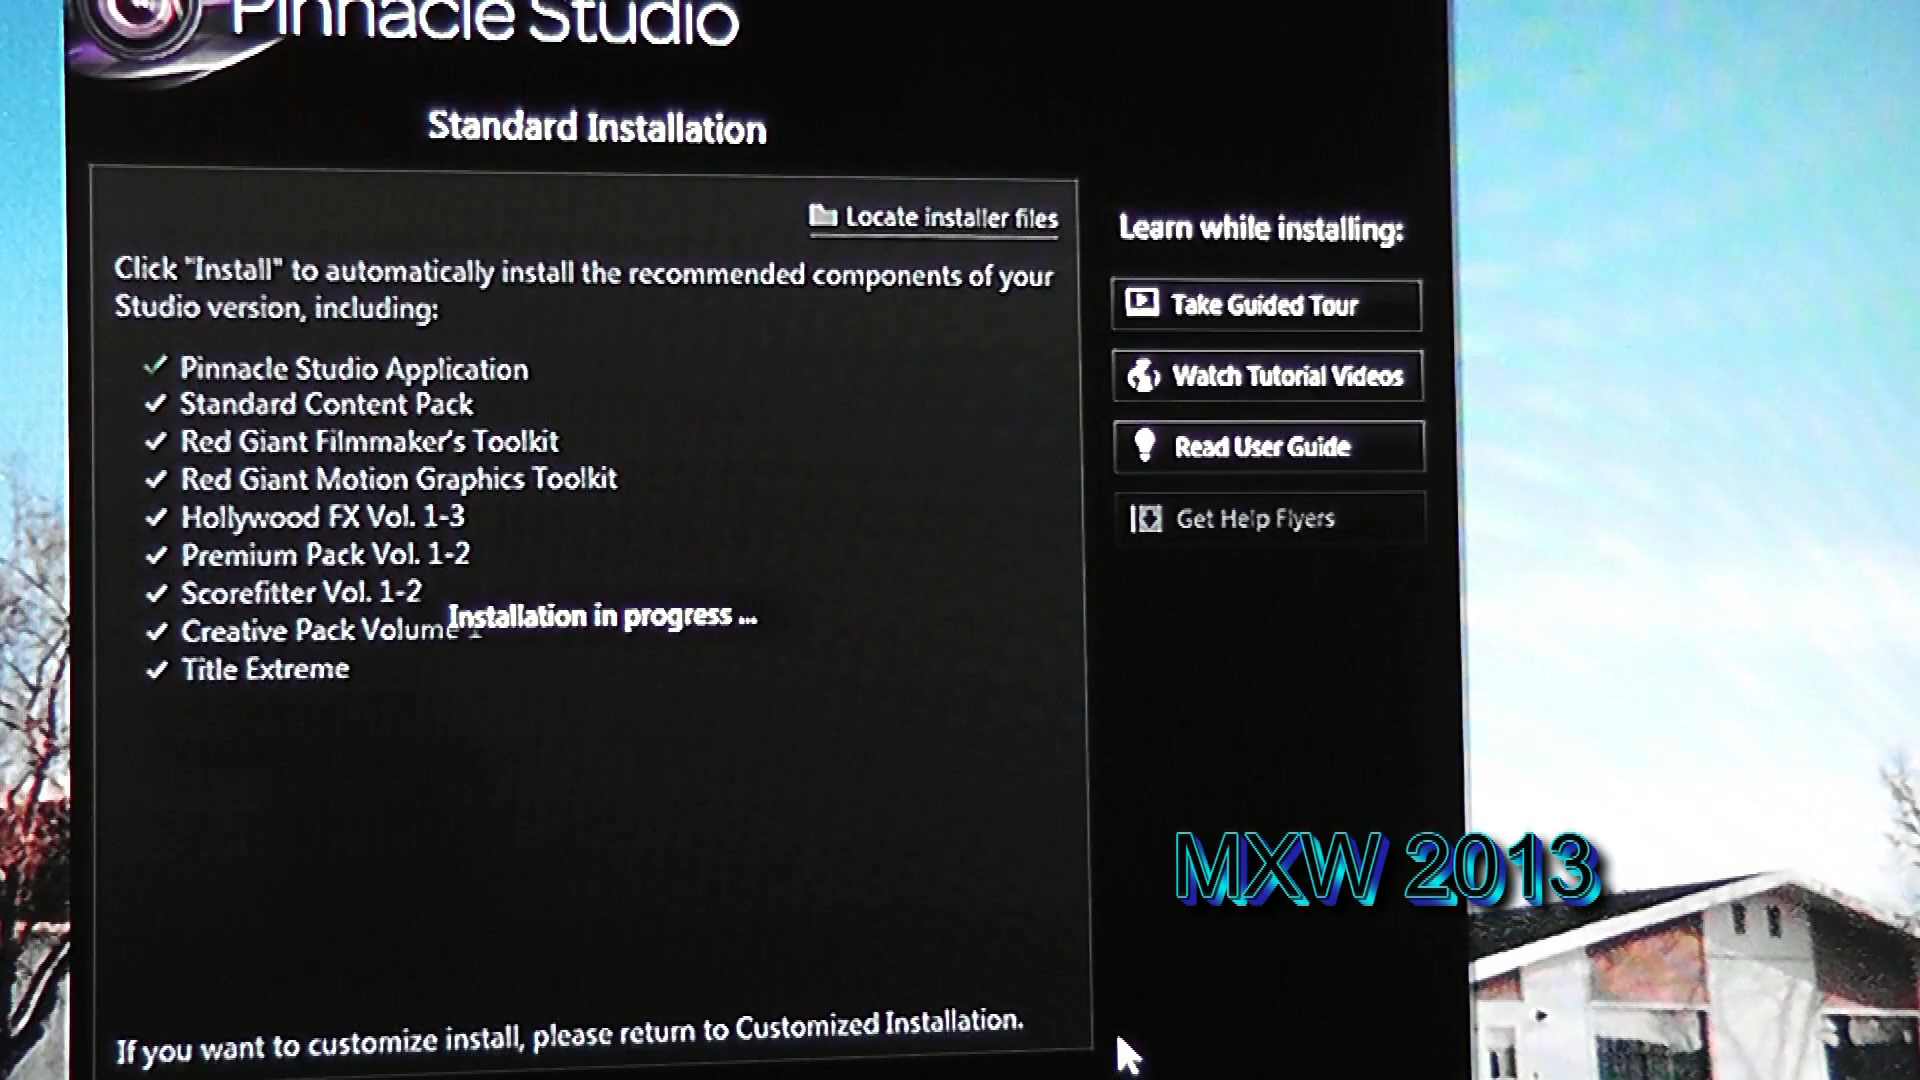 Pinnacle Studio
Standard Installation
Locate installer files
Click "Install" to automatically install the recommended components of your
Studio version, including:
Pinnacle Studio Application
Standard Content Pack
Red Giant Filmmaker's Toolkit
Red Giant Motion Graphics Toolkit
Hollywood FX Vol. 1-3
Premium Pack Vol. 1-2
Scorefitter Vol. 1-2
Creative Pack Volume 1
Title Extreme
Installation in progress ...
If you want to customize install, please return to Customized Installation.
Learn while installing:
Take Guided Tour
Watch Tutorial Videos
Read User Guide
Get Help Flyers
MXW 2013